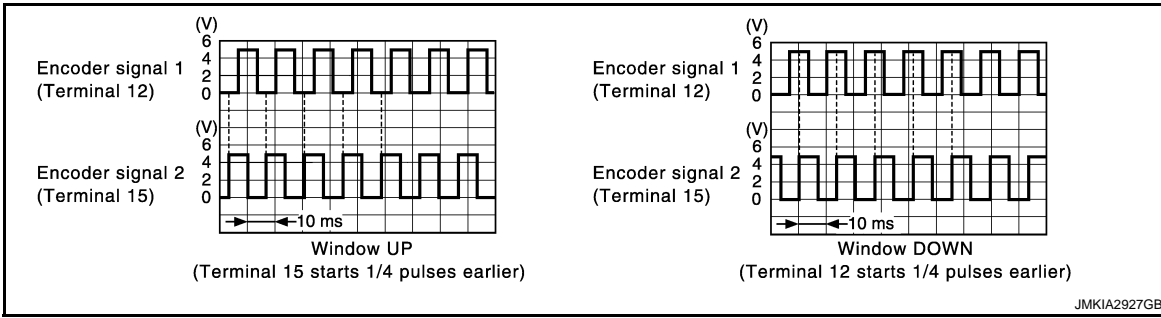 (V)
6
4
2
0
Encoder signal 1
(Terminal 12)
(V)
6
4
2
0
Encoder signal 2
(Terminal 15)
10 ms
Window UP
(Terminal 15 starts 1/4 pulses earlier)
(V)
6
4
2
0
Encoder signal 1
(Terminal 12)
(V)
6
4
2
0
Encoder signal 2
(Terminal 15)
10 ms
Window DOWN
(Terminal 12 starts 1/4 pulses earlier)
JMKIA2927GB